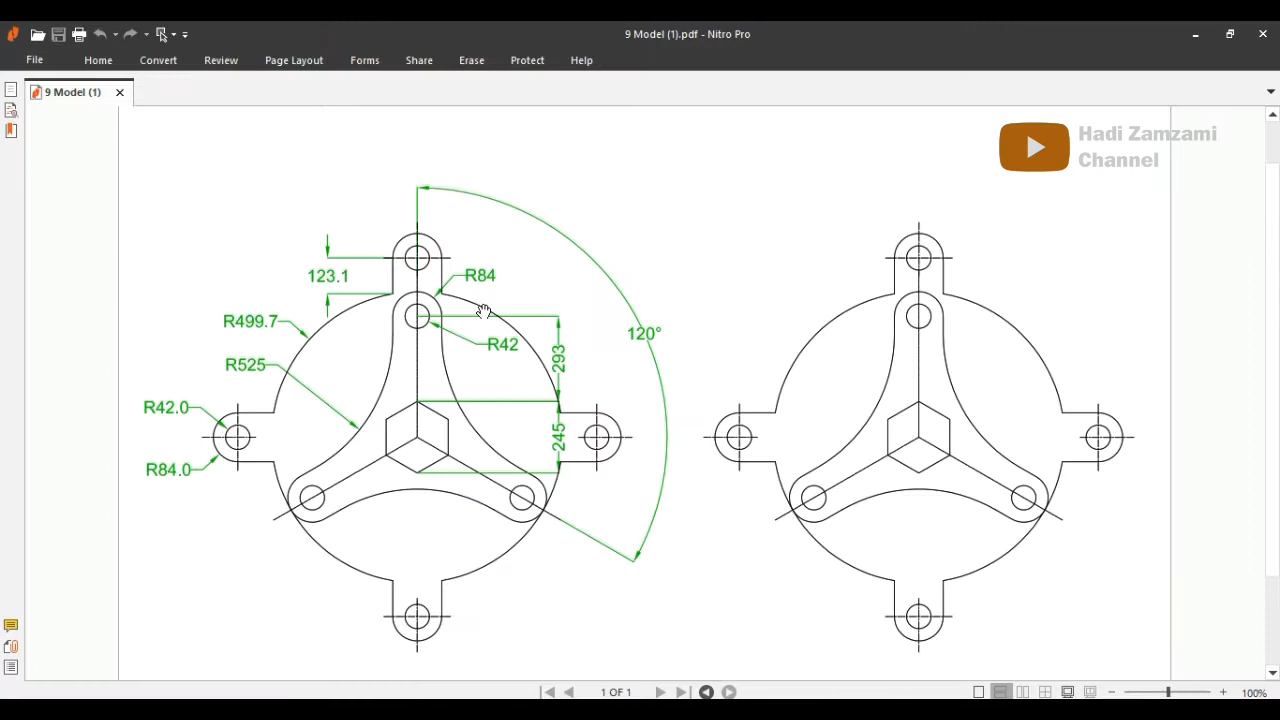 9 Model (1).pdf - Nitro Pro
File Home Convert Review Page Layout Forms Share Erase Protect Help
9 Model (1)
Hadi Zamzami
Channel
123.1
R84
R499.7
120°
R42
293
R525
R42.0
245
R84.0
1 OF 1
100%